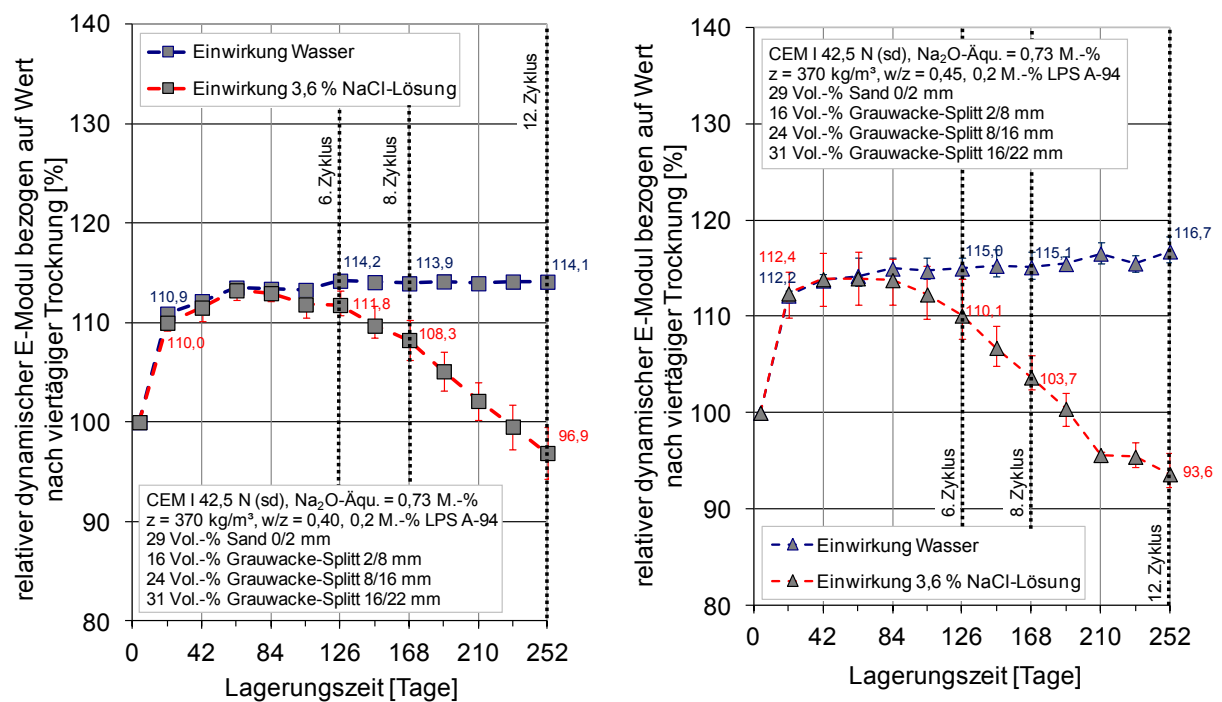 relativer dynamischer E-Modul bezogen auf Wert
nach viertägiger Trocknung [%]
140
130
120
110
100
90
80
Einwirkung Wasser
Einwirkung 3,6 % NaCl-Lösung
6. Zyklus
8. Zyklus
12. Zyklus
110,9
114,2
113,9
114,1
110,0
111,8
108,3
96,9
CEM I 42,5 N (sd), Na₂O-Äqu. = 0,73 M.-%
z = 370 kg/m³, w/z = 0,40, 0,2 M.-% LPS A-94
29 Vol.-% Sand 0/2 mm
16 Vol.-% Grauwacke-Splitt 2/8 mm
24 Vol.-% Grauwacke-Splitt 8/16 mm
31 Vol.-% Grauwacke-Splitt 16/22 mm
0 42 84 126 168 210 252
Lagerungszeit [Tage]
relativer dynamischer E-Modul bezogen auf Wert
nach viertägiger Trocknung [%]
140
130
120
110
100
90
80
CEM I 42,5 N (sd), Na₂O-Äqu. = 0,73 M.-%
z = 370 kg/m³, w/z = 0,45, 0,2 M.-% LPS A-94
29 Vol.-% Sand 0/2 mm
16 Vol.-% Grauwacke-Splitt 2/8 mm
24 Vol.-% Grauwacke-Splitt 8/16 mm
31 Vol.-% Grauwacke-Splitt 16/22 mm
112,4
112,2
115,0
115,1
116,7
110,1
103,7
93,6
6. Zyklus
8. Zyklus
12. Zyklus
Einwirkung Wasser
Einwirkung 3,6 % NaCl-Lösung
0 42 84 126 168 210 252
Lagerungszeit [Tage]